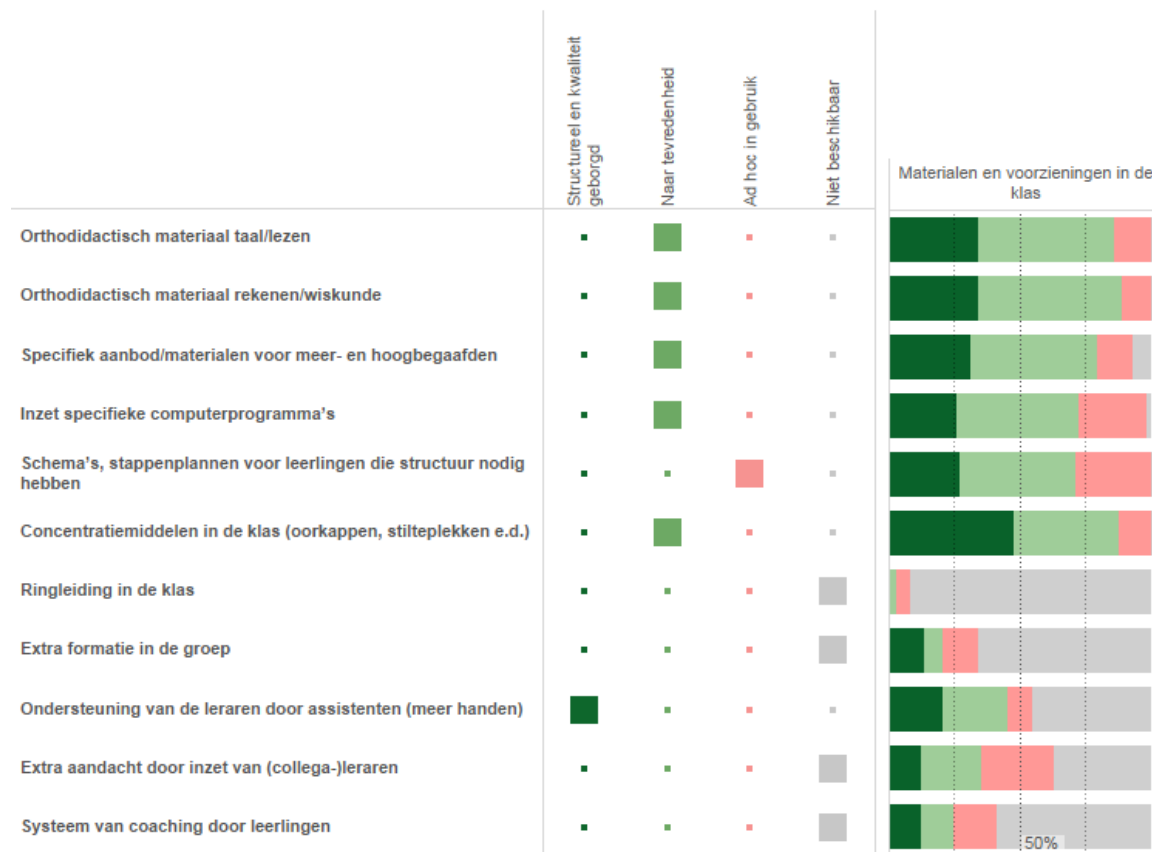 Structureel en kwaliteit
geborgd
Naar tevredenheid
Ad hoc in gebruik
Niet beschikbaar
Materialen en voorzieningen in de
klas
Orthodidactisch materiaal taal/lezen
Orthodidactisch materiaal rekenen/wiskunde
Specifiek aanbod/materialen voor meer- en hoogbegaafden
Inzet specifieke computerprogramma's
Schema's, stappenplannen voor leerlingen die structuur nodig
hebben
Concentratiemiddelen in de klas (oorkappen, stilteplekken e.d.)
Ringleiding in de klas
Extra formatie in de groep
Ondersteuning van de leraren door assistenten (meer handen)
Extra aandacht door inzet van (collega-)leraren
Systeem van coaching door leerlingen
50%